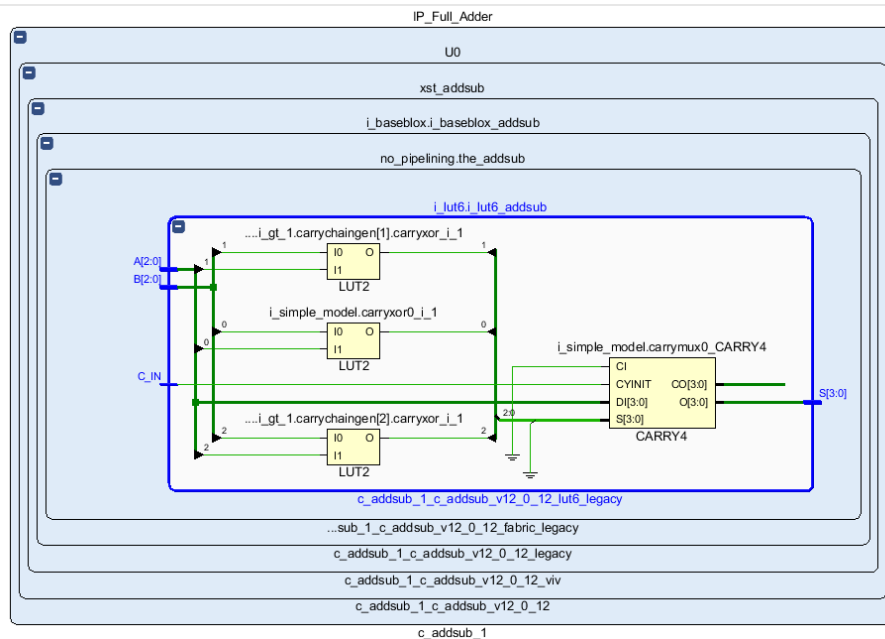 IP_Full_Adder
U0
xst_addsub
i_baseblox.i_baseblox_addsub
no_pipelining.the_addsub
i_lut6.i_lut6_addsub
....i_gt_1.carrychaingen[1].carryxor_i_1
A[2:0]
B[2:0]
1
1
I0 O
I1
1
LUT2
i_simple_model.carryxor0_i_1
0
0
I0 O
I1
0
LUT2
i_simple_model.carrymux0_CARRY4
C_IN
CI
CYINIT CO[3:0]
DI[3:0] O[3:0]
S[3:0]
S[3:0]
2:0
CARRY4
....i_gt_1.carrychaingen[2].carryxor_i_1
2
2
I0 O
I1
2
LUT2
c_addsub_1_c_addsub_v12_0_12_lut6_legacy
...sub_1_c_addsub_v12_0_12_fabric_legacy
c_addsub_1_c_addsub_v12_0_12_legacy
c_addsub_1_c_addsub_v12_0_12_viv
c_addsub_1_c_addsub_v12_0_12
c_addsub_1